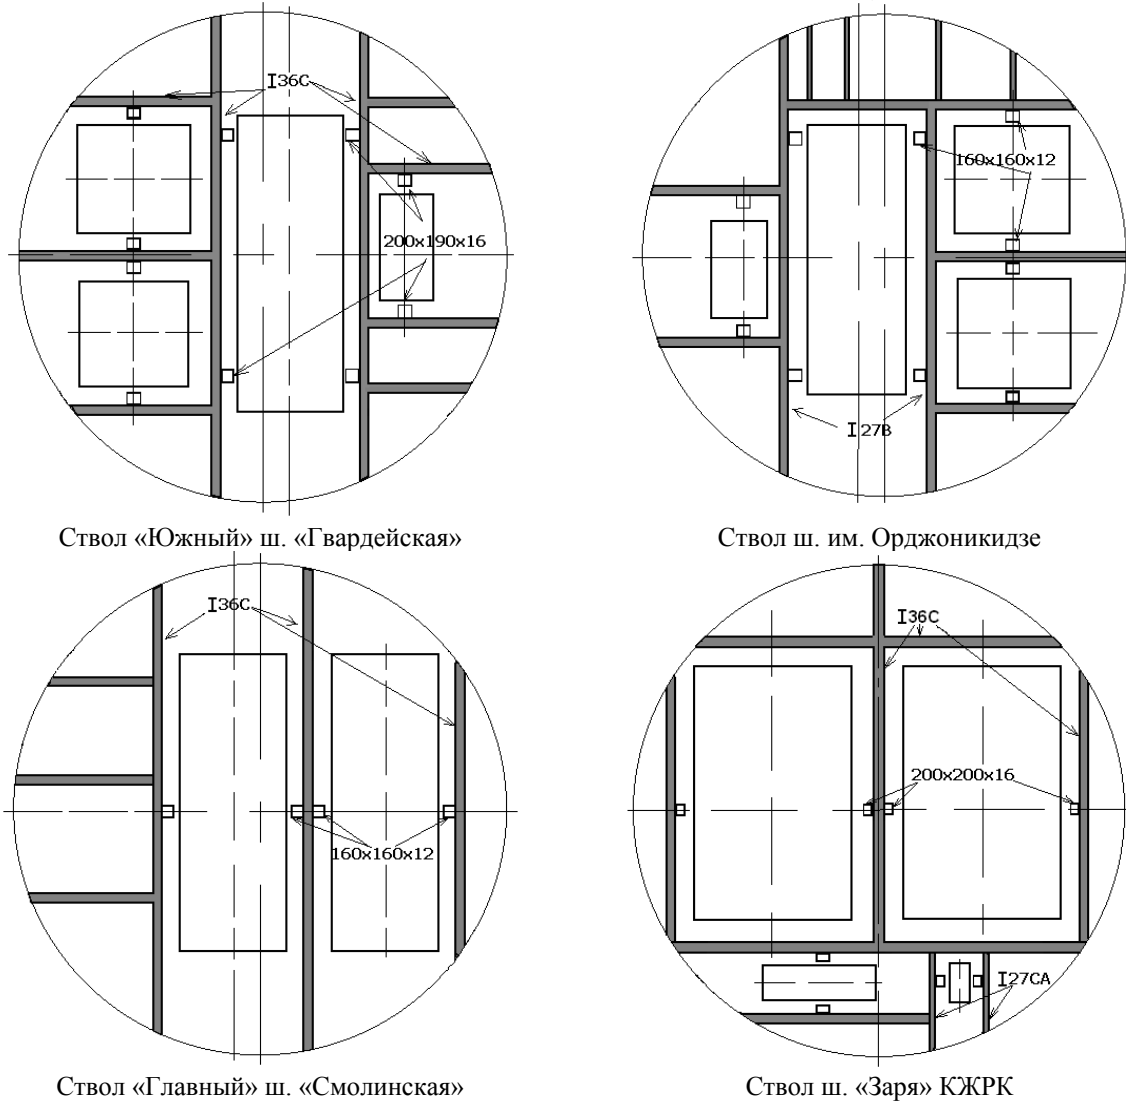 I36C
200x190x16
160x160x12
I27B
Ствол «Южный» ш. «Гвардейская»
Ствол ш. им. Орджоникидзе
I36C
160x160x12
I36C
200x200x16
I27CA
Ствол «Главный» ш. «Смолинская»
Ствол ш. «Заря» КЖРК